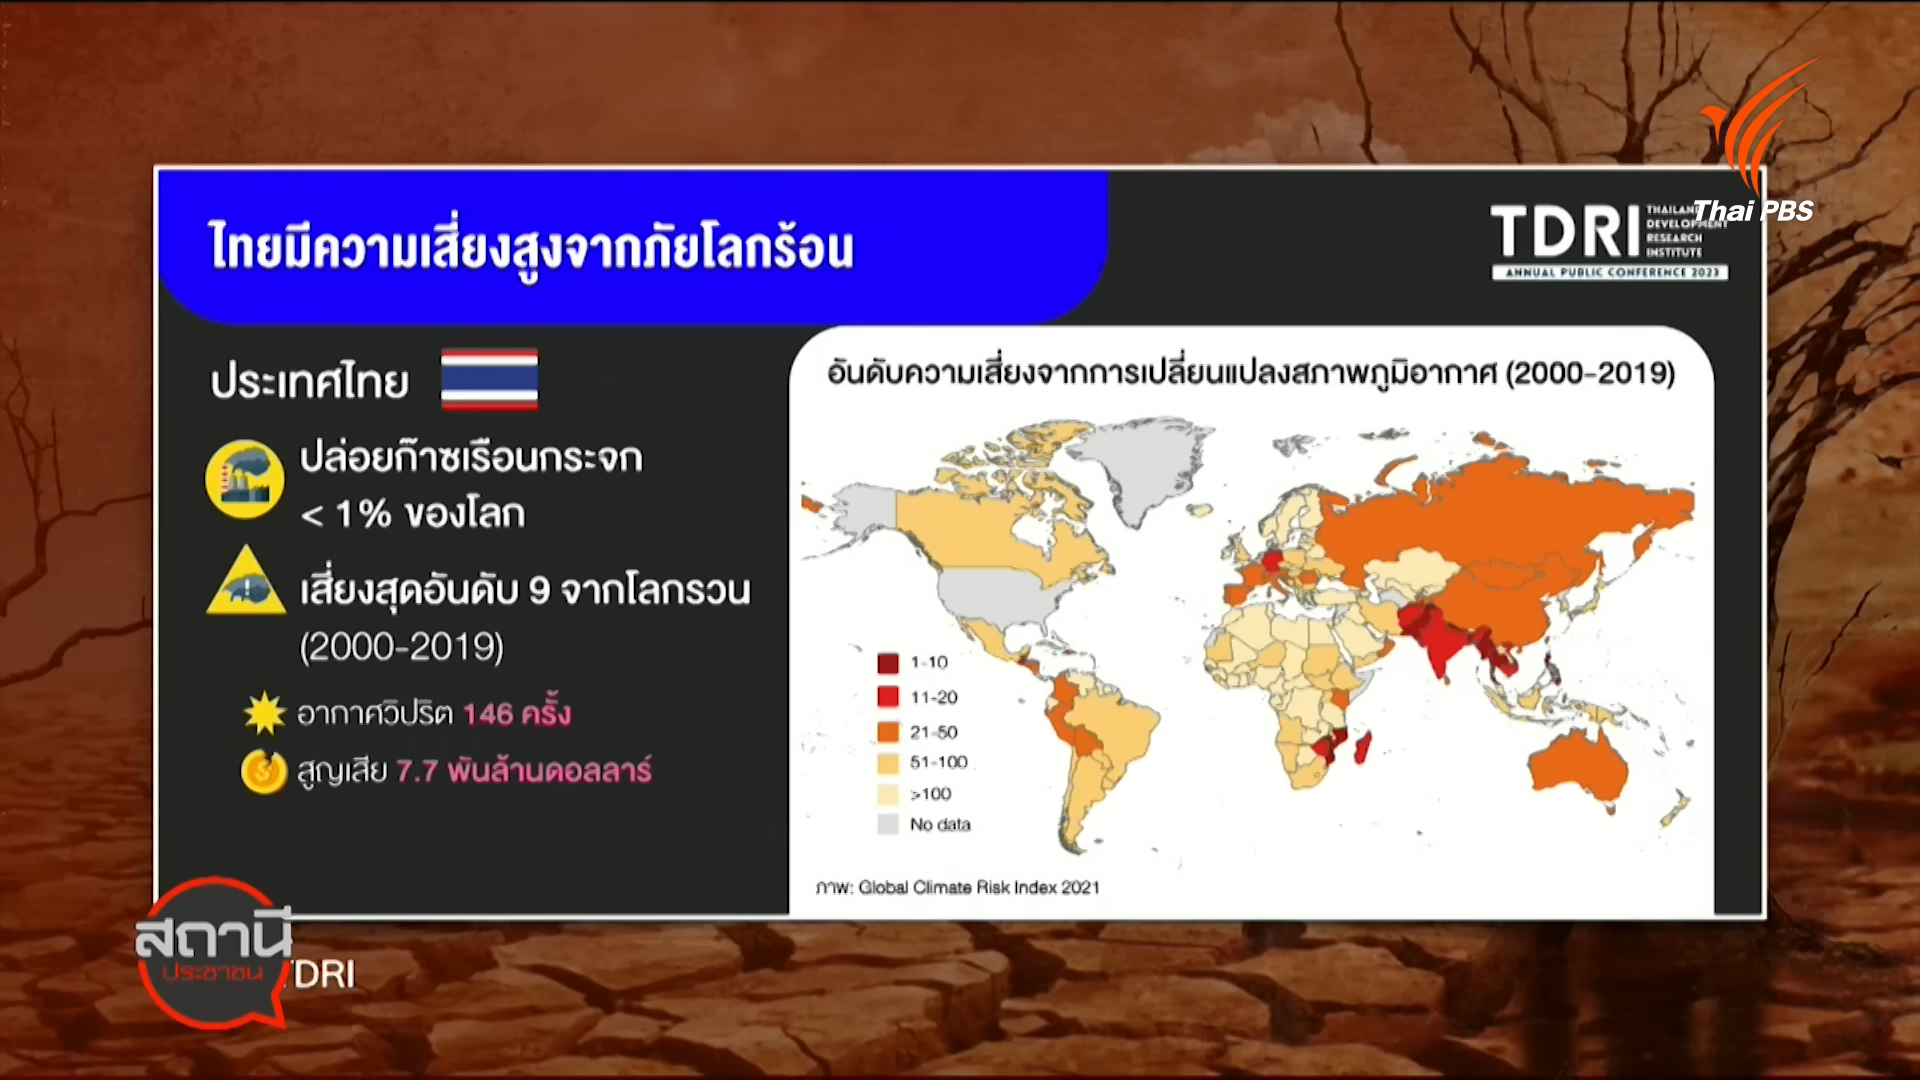 ไทยมีความเสี่ยงสูงจากภัยโลกร้อน
TDRI
THAILAND
DEVELOPMENT
RESEARCH
INSTITUTE
ANNUAL PUBLIC CONFERENCE 2023
Thai PBS
ประเทศไทย
ปล่อยก๊าซเรือนกระจก
< 1% ของโลก
เสี่ยงสุดอันดับ 9 จากโลกรวน
(2000-2019)
อากาศวิปริต 146 ครั้ง
สูญเสีย 7.7 พันล้านดอลลาร์
อันดับความเสี่ยงจากการเปลี่ยนแปลงสภาพภูมิอากาศ (2000-2019)
1-10
11-20
21-50
51-100
>100
No data
ภาพ: Global Climate Risk Index 2021
สถานี
ประชาชน
TDRI